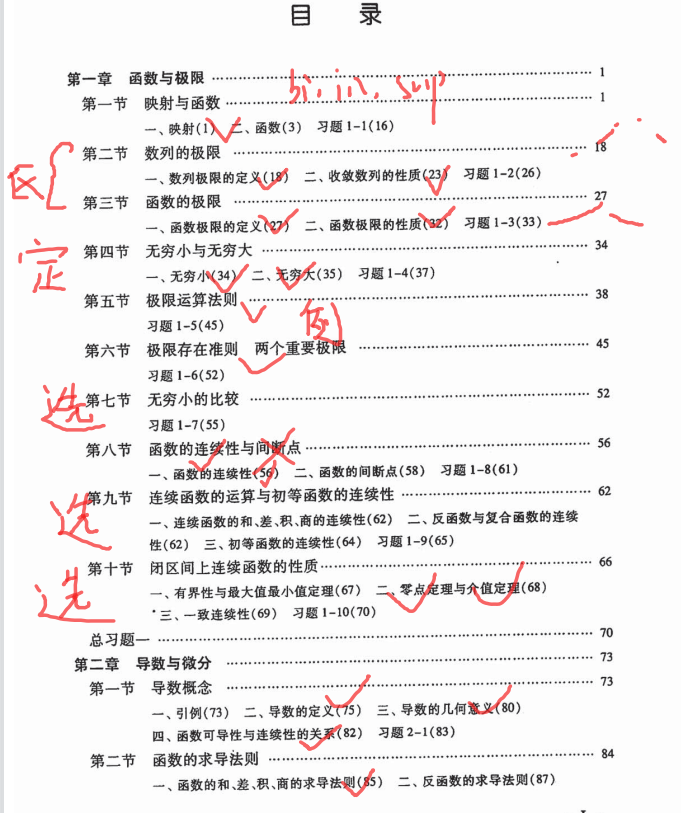 目 录
第一章 函数与极限 …… 1
bi, in, sup
第一节 映射与函数 …… 1
一、映射(1) 二、函数(3) 习题1-1(16)
区
第二节 数列的极限 …… 18
一、数列极限的定义(18) 二、收敛数列的性质(23) 习题1-2(26)
第三节 函数的极限 …… 27
一、函数极限的定义(27) 二、函数极限的性质(32) 习题1-3(33)
定
第四节 无穷小与无穷大 …… 34
一、无穷小(34) 二、无穷大(35) 习题1-4(37)
第五节 极限运算法则 …… 38
习题1-5(45)
例
第六节 极限存在准则 两个重要极限 …… 45
习题1-6(52)
选
第七节 无穷小的比较 …… 52
习题1-7(55)
第八节 函数的连续性与间断点 …… 56
一、函数的连续性(56) 二、函数的间断点(58) 习题1-8(61)
选
第九节 连续函数的运算与初等函数的连续性 …… 62
一、连续函数的和、差、积、商的连续性(62) 二、反函数与复合函数的连续
性(62) 三、初等函数的连续性(64) 习题1-9(65)
选
第十节 闭区间上连续函数的性质 …… 66
一、有界性与最大值最小值定理(67) 二、零点定理与介值定理(68)
*三、一致连续性(69) 习题1-10(70)
总习题一 …… 70
第二章 导数与微分 …… 73
第一节 导数概念 …… 73
一、引例(73) 二、导数的定义(75) 三、导数的几何意义(80)
四、函数可导性与连续性的关系(82) 习题2-1(83)
第二节 函数的求导法则 …… 84
一、函数的和、差、积、商的求导法则(85) 二、反函数的求导法则(87)